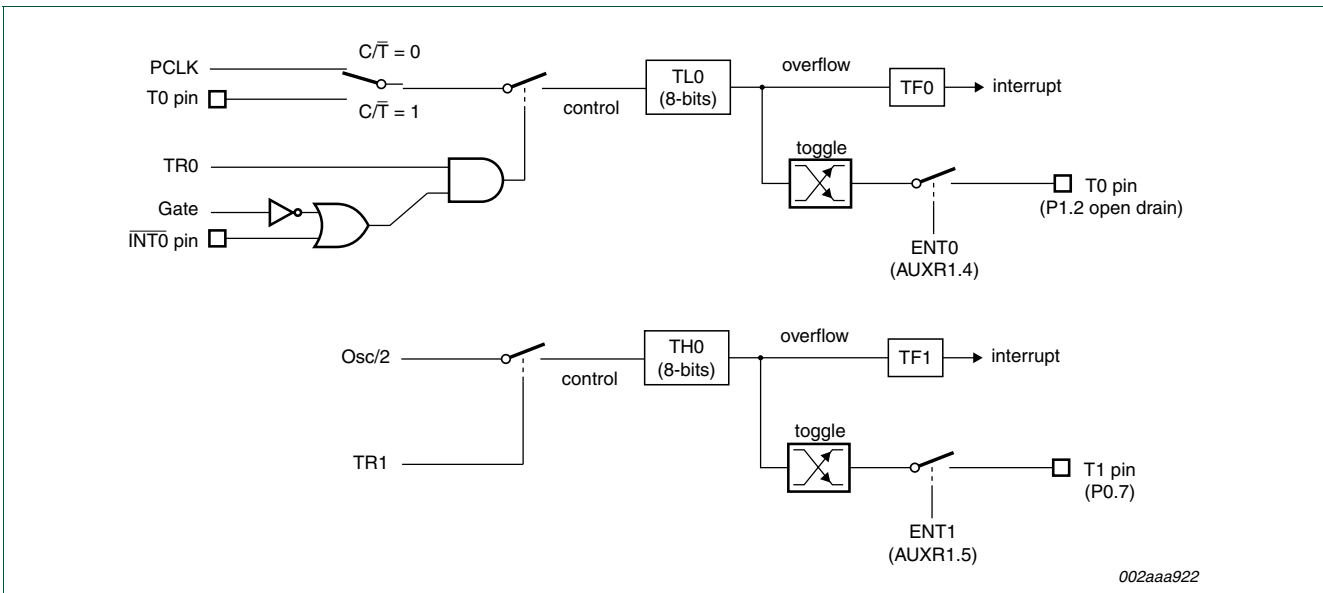 C/T̅ = 0
PCLK
T0 pin
C/T̅ = 1
control
TL0
(8-bits)
overflow
TF0
interrupt
TR0
Gate
I̅N̅T̅0̅ pin
toggle
T0 pin
(P1.2 open drain)
ENT0
(AUXR1.4)
Osc/2
control
TH0
(8-bits)
overflow
TF1
interrupt
TR1
toggle
T1 pin
(P0.7)
ENT1
(AUXR1.5)
002aaa922